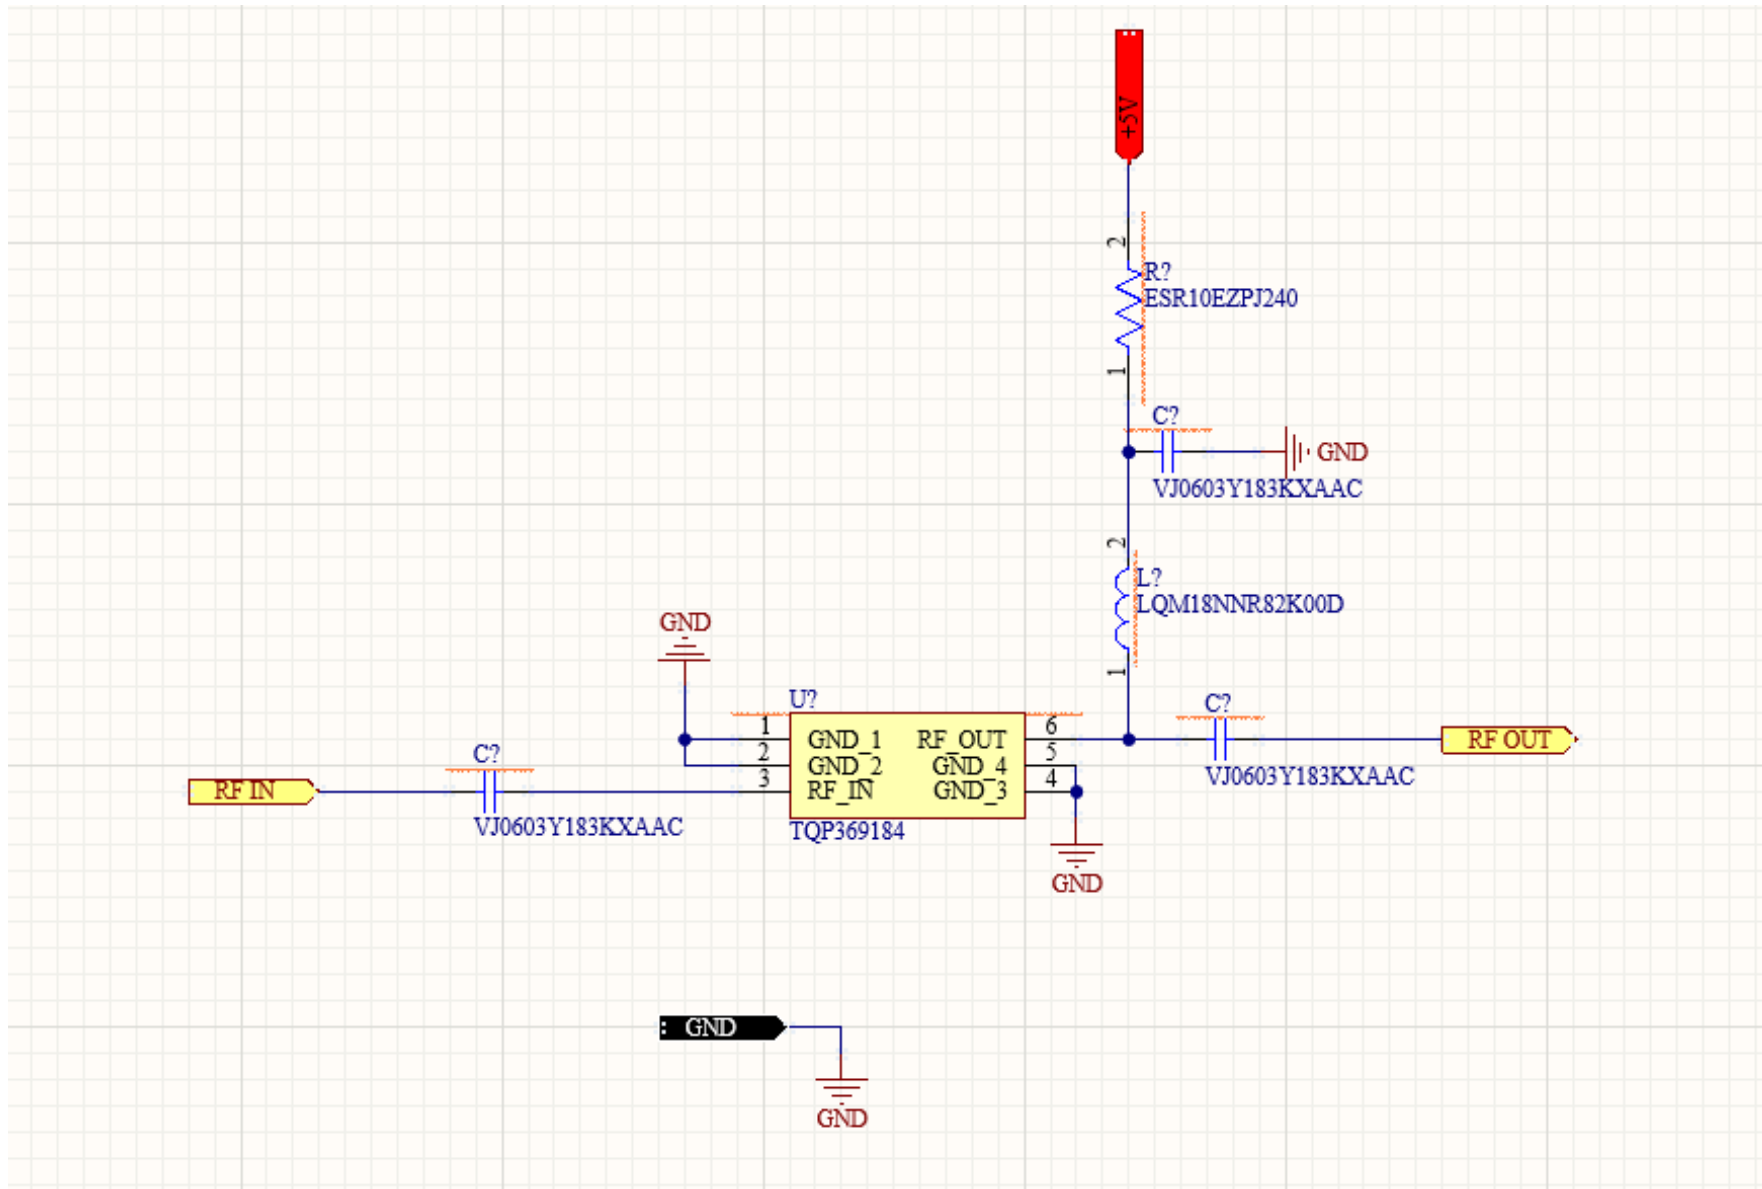 +5V
2
R?
ESR10EZPJ240
1
C?
GND
VJ0603Y183KXAAC
2
L?
LQM18NNR82K00D
1
GND
U?
1 GND_1 RF_OUT 6
2 GND_2 GND_4 5
3 RF_IN GND_3 4
TQP369184
C?
VJ0603Y183KXAAC
RF OUT
C?
RF IN
VJ0603Y183KXAAC
GND
GND
GND